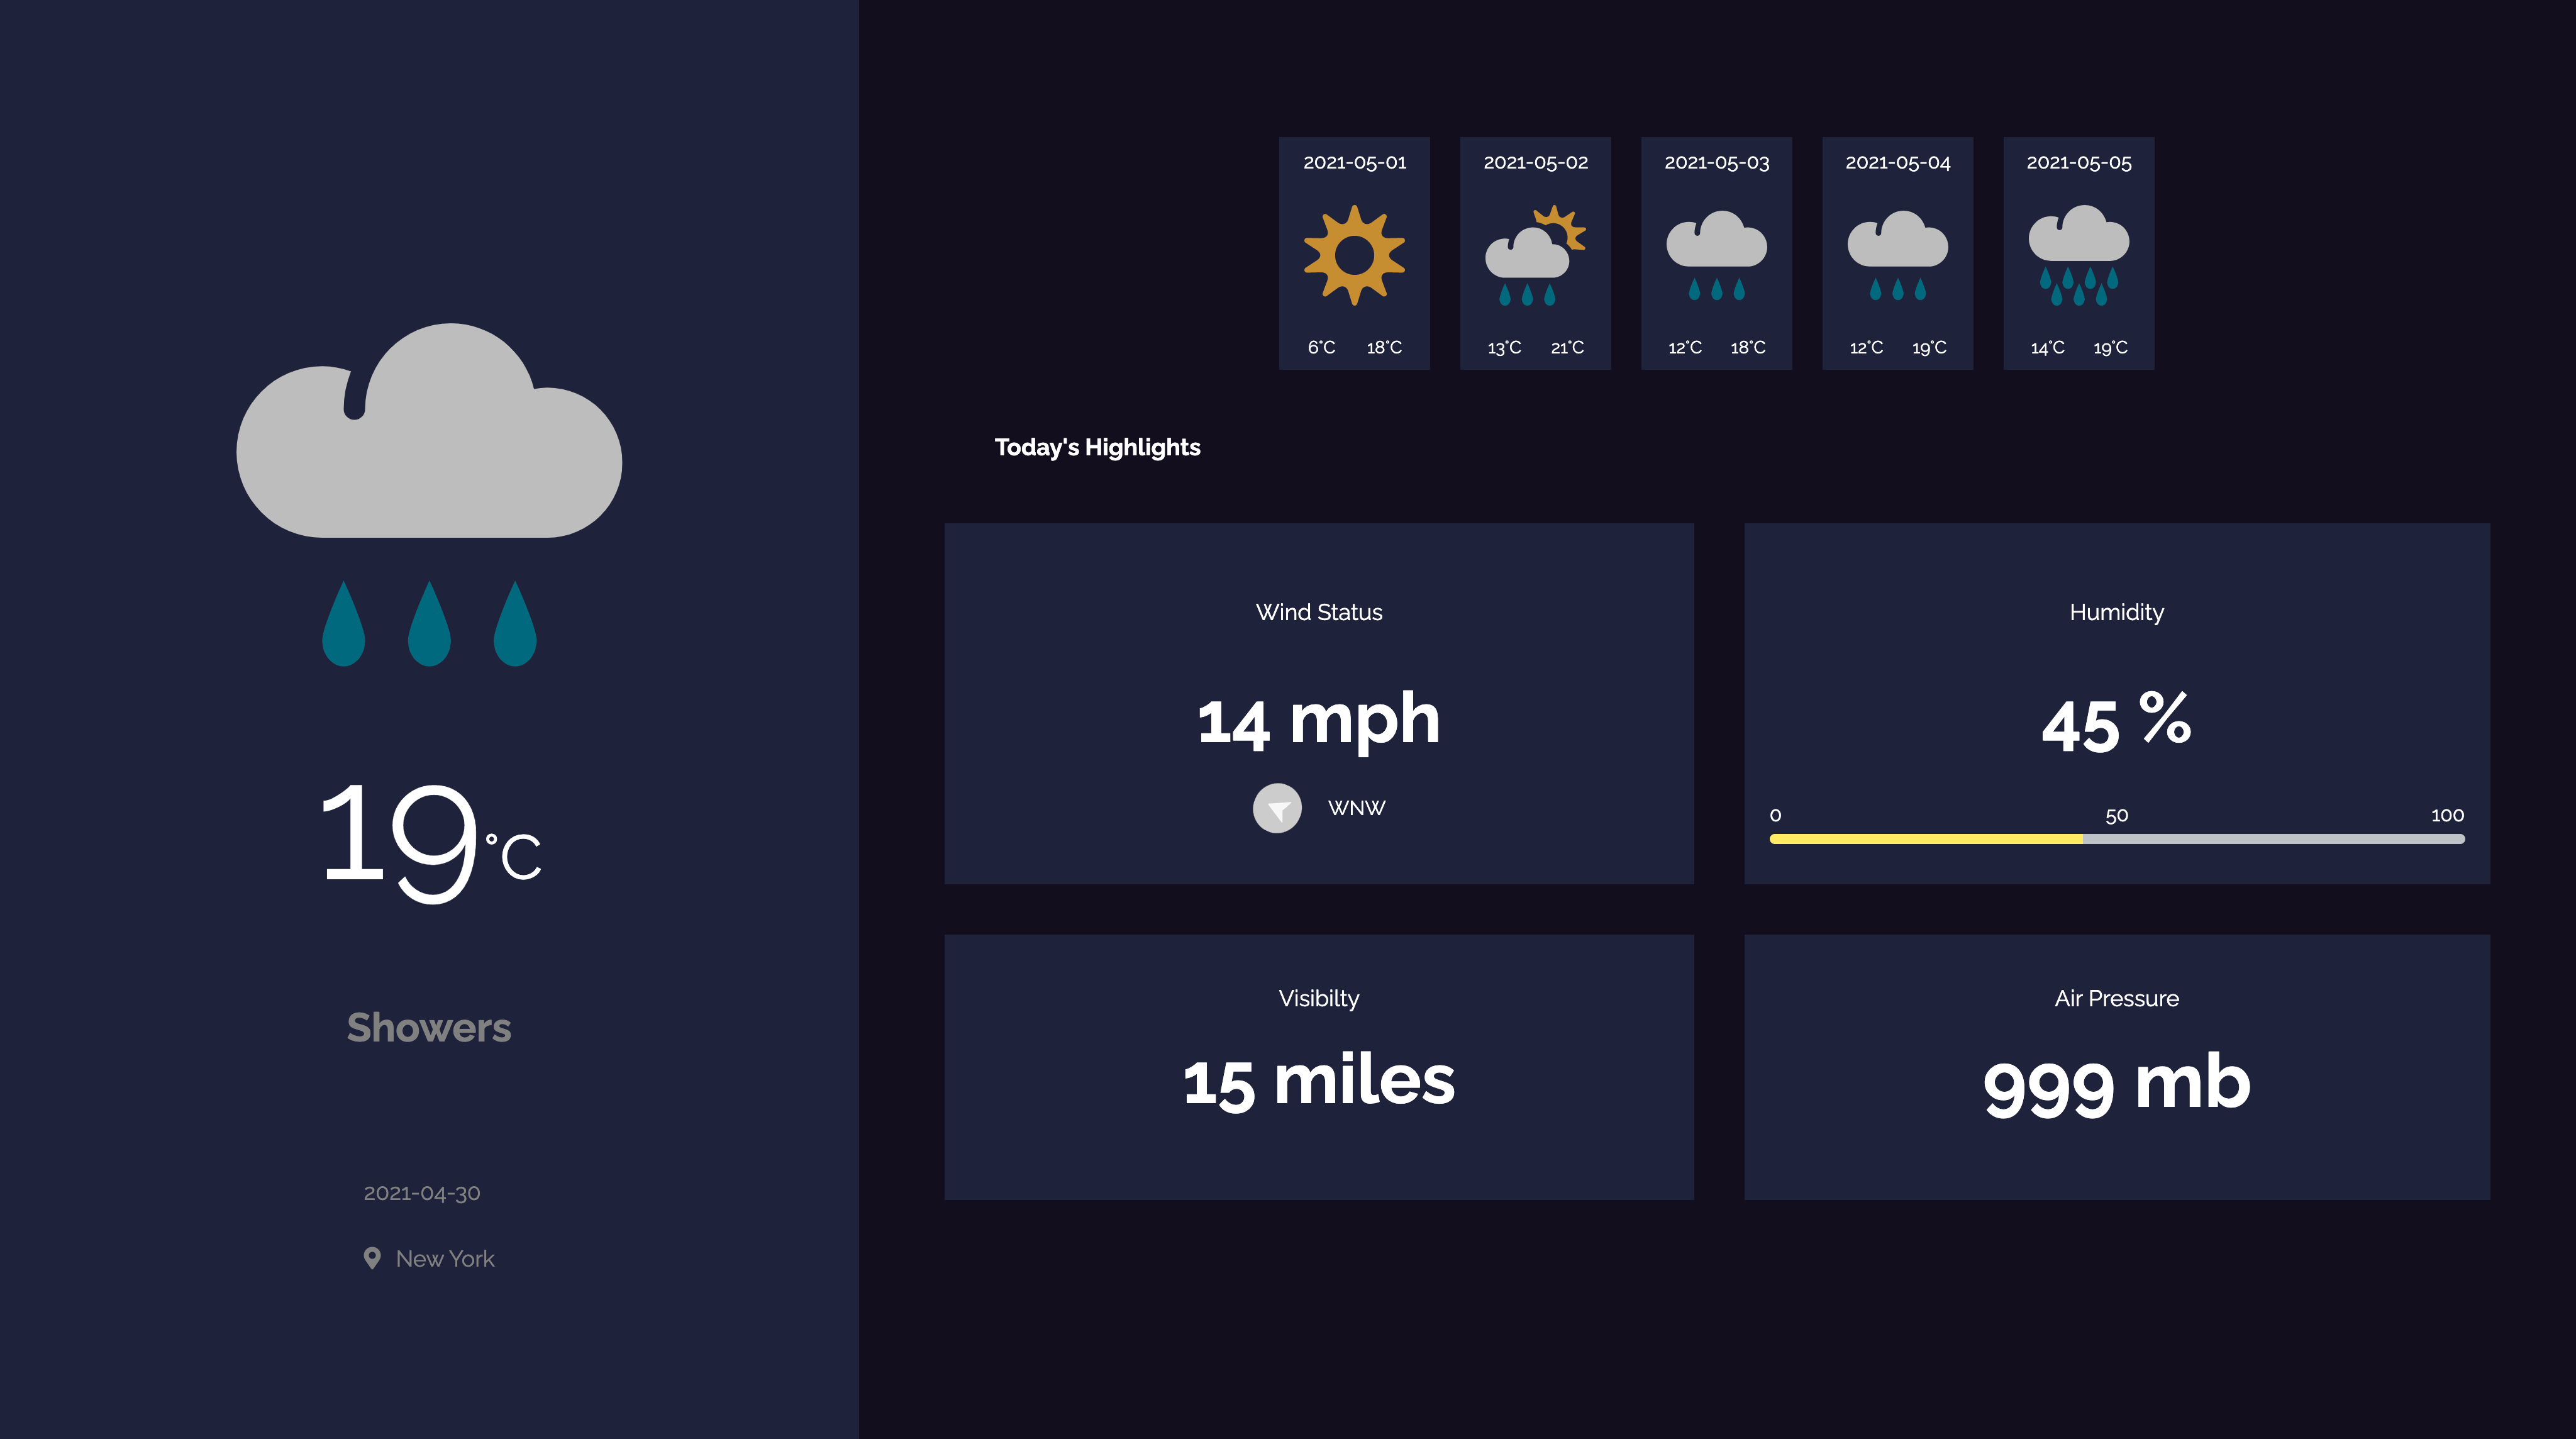 19°C
Showers
2021-04-30
New York
2021-05-01
6°C 18°C
2021-05-02
13°C 21°C
2021-05-03
12°C 18°C
2021-05-04
12°C 19°C
2021-05-05
14°C 19°C
Today's Highlights
Wind Status
14 mph
WNW
Humidity
45 %
0 50 100
Visibilty
15 miles
Air Pressure
999 mb